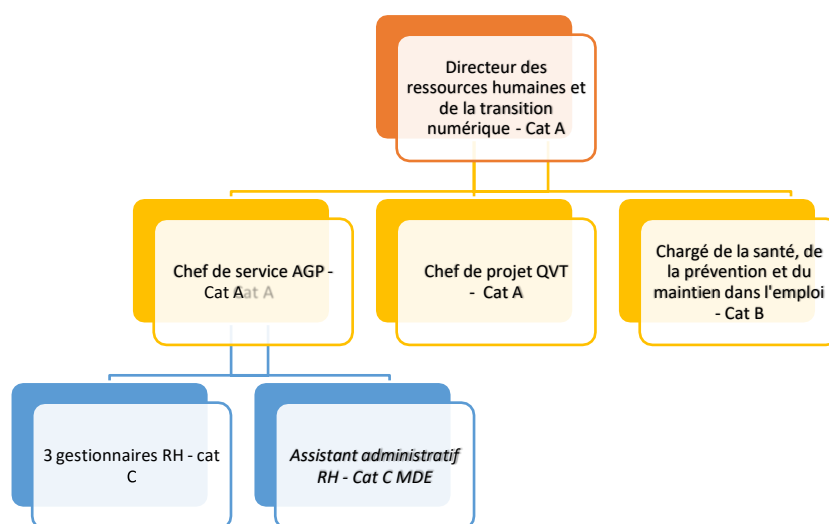 Directeur des
ressources humaines et
de la transition
numérique - Cat A
Chef de service AGP -
Cat A
Chef de projet QVT
- Cat A
Chargé de la santé, de
la prévention et du
maintien dans l'emploi
- Cat B
3 gestionnaires RH - cat
C
Assistant administratif
RH - Cat C MDE